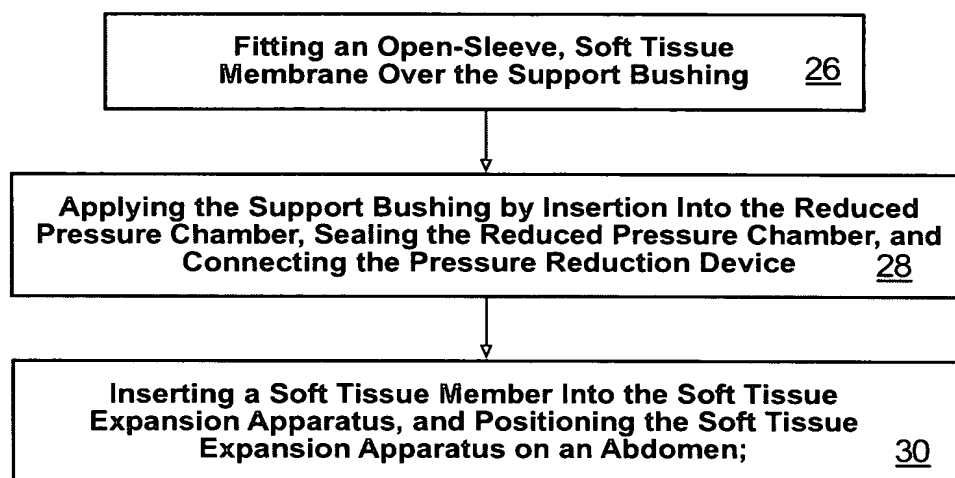 Fitting an Open-Sleeve, Soft Tissue
Membrane Over the Support Bushing 26
Applying the Support Bushing by Insertion Into the Reduced
Pressure Chamber, Sealing the Reduced Pressure Chamber, and
Connecting the Pressure Reduction Device 28
Inserting a Soft Tissue Member Into the Soft Tissue
Expansion Apparatus, and Positioning the Soft Tissue
Expansion Apparatus on an Abdomen; 30